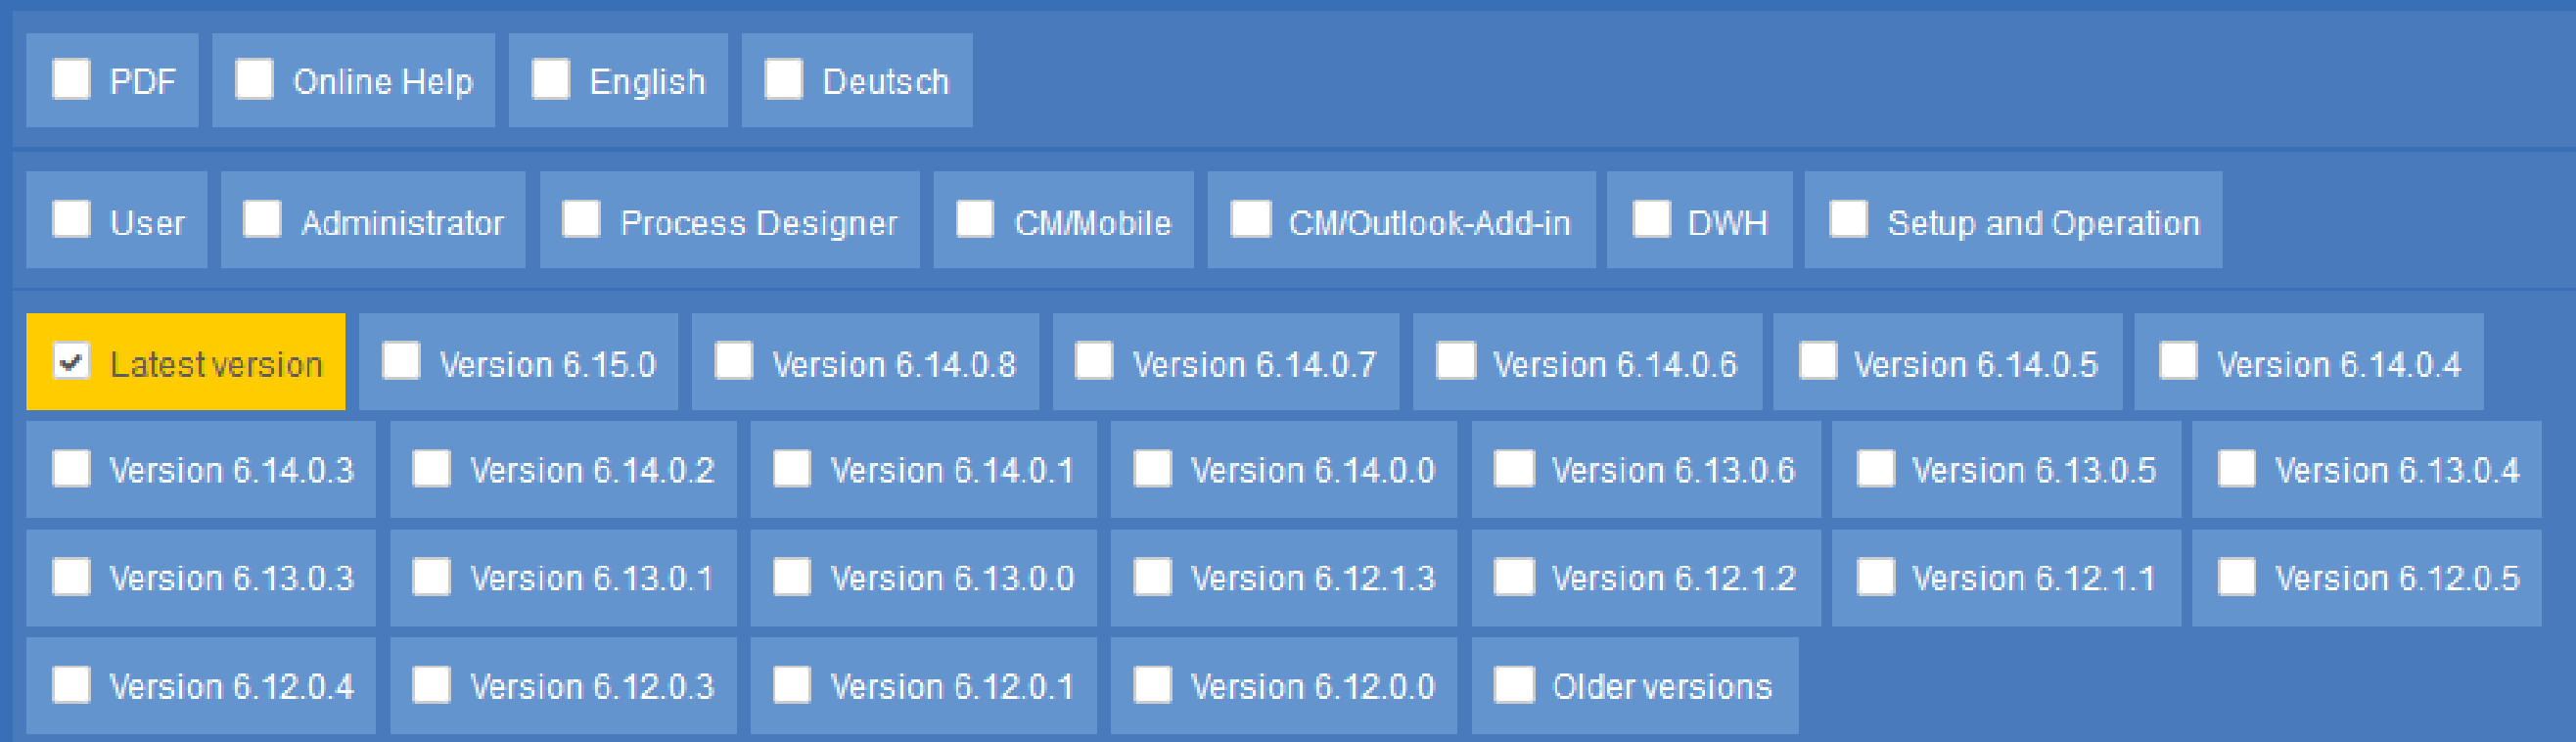 PDF Online Help English Deutsch
User Administrator Process Designer CM/Mobile CM/Outlook-Add-in DWH Setup and Operation
Latest version Version 6.15.0 Version 6.14.0.8 Version 6.14.0.7 Version 6.14.0.6 Version 6.14.0.5 Version 6.14.0.4
Version 6.14.0.3 Version 6.14.0.2 Version 6.14.0.1 Version 6.14.0.0 Version 6.13.0.6 Version 6.13.0.5 Version 6.13.0.4
Version 6.13.0.3 Version 6.13.0.1 Version 6.13.0.0 Version 6.12.1.3 Version 6.12.1.2 Version 6.12.1.1 Version 6.12.0.5
Version 6.12.0.4 Version 6.12.0.3 Version 6.12.0.1 Version 6.12.0.0 Older versions